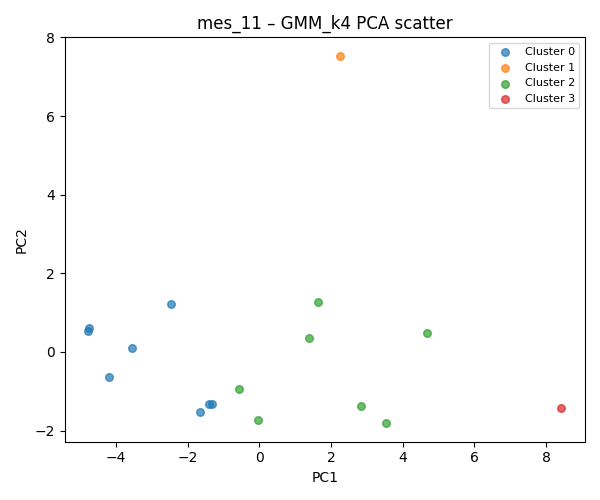 mes_11 – GMM_k4 PCA scatter
Cluster 0
Cluster 1
Cluster 2
Cluster 3
PC2
8
6
4
2
0
−2
−4 −2 0 2 4 6 8
PC1